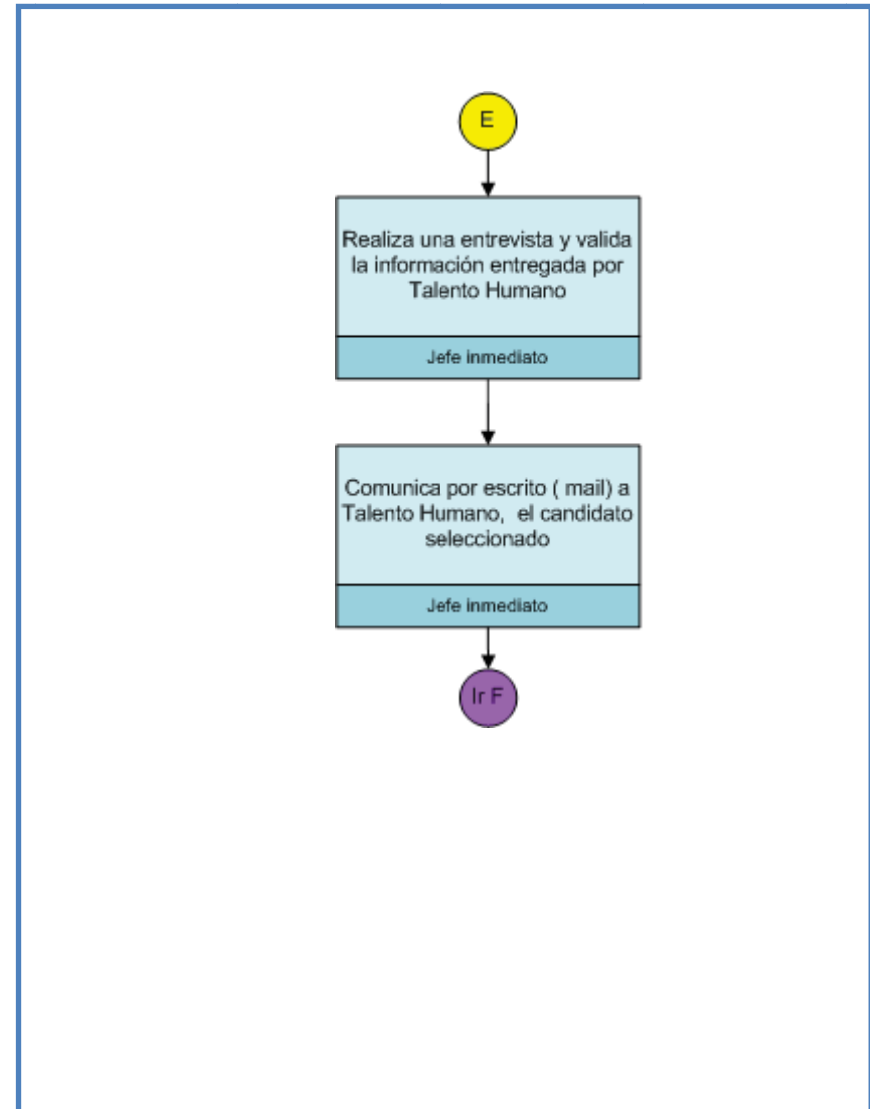 E
Realiza una entrevista y valida
la información entregada por
Talento Humano
Jefe inmediato
Comunica por escrito ( mail) a
Talento Humano, el candidato
seleccionado
Jefe inmediato
Ir F